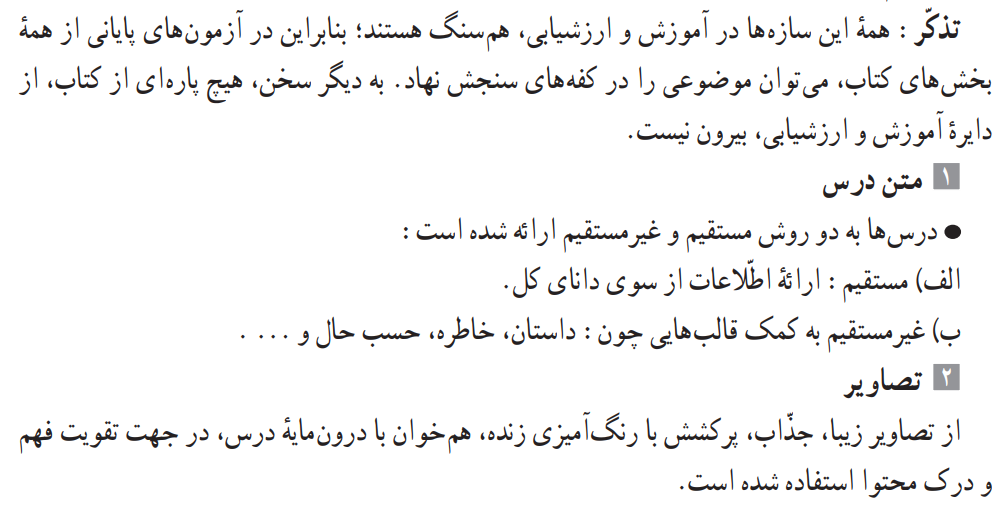 تذکّر : همهٔ این سازه‌ها در آموزش و ارزشیابی، هم‌سنگ هستند؛ بنابراین در آزمون‌های پایانی از همهٔ
بخش‌های کتاب، می‌توان موضوعی را در کفه‌های سنجش نهاد. به دیگر سخن، هیچ پاره‌ای از کتاب، از
دایرهٔ آموزش و ارزشیابی، بیرون نیست.
۱ متن درس
● درس‌ها به دو روش مستقیم و غیرمستقیم ارائه شده است :
الف) مستقیم : ارائهٔ اطّلاعات از سوی دانای کل.
ب) غیرمستقیم به کمک قالب‌هایی چون : داستان، خاطره، حسب حال و ... .
۲ تصاویر
از تصاویر زیبا، جذّاب، پرکشش با رنگ‌آمیزی زنده، هم‌خوان با درون‌مایهٔ درس، در جهت تقویت فهم
و درک محتوا استفاده شده است.